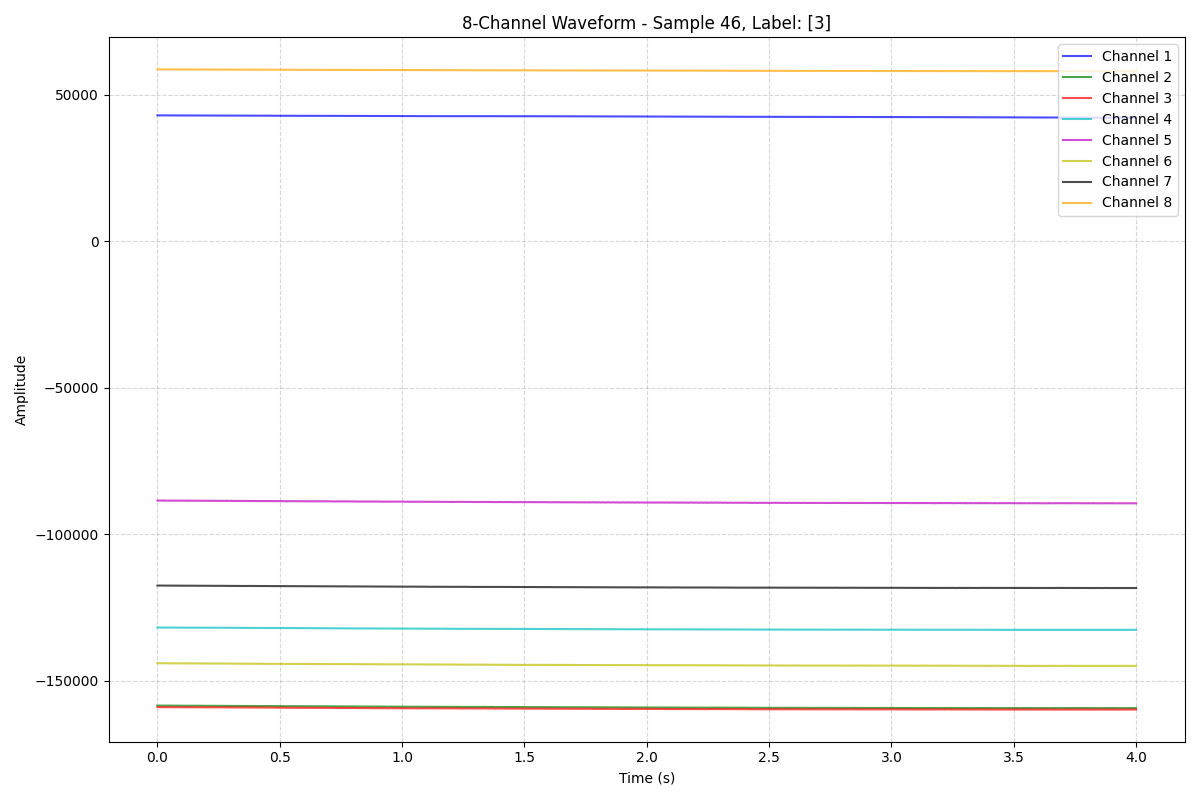 8-Channel Waveform - Sample 46, Label: [3]
Channel 1
Channel 2
Channel 3
Channel 4
Channel 5
Channel 6
Channel 7
Channel 8
50000
0
−50000
−100000
−150000
Amplitude
0.0 0.5 1.0 1.5 2.0 2.5 3.0 3.5 4.0
Time (s)